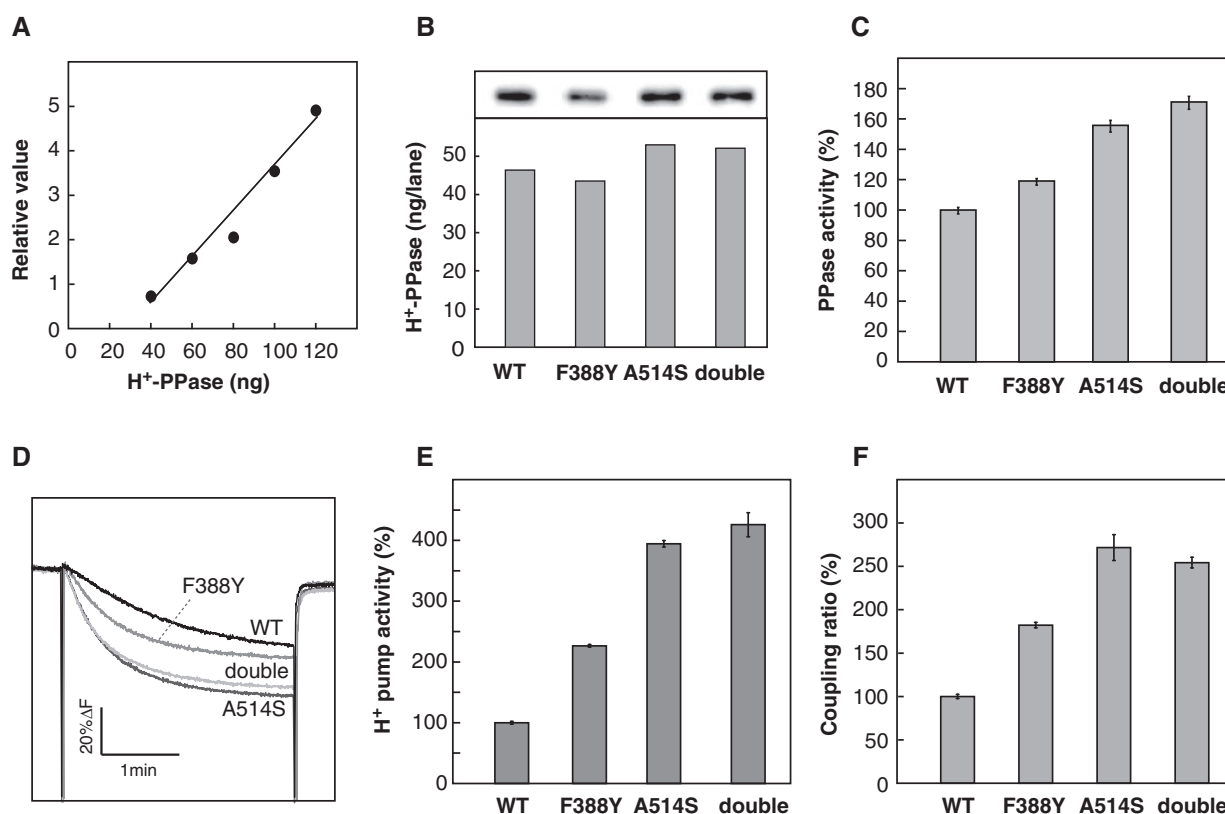 A
Relative value
5
4
3
2
1
0
0 20 40 60 80 100 120
H⁺-PPase (ng)
B
H⁺-PPase (ng/lane)
50
40
30
20
10
0
WT F388Y A514S double
C
PPase activity (%)
180
160
140
120
100
80
60
40
20
0
WT F388Y A514S double
D
F388Y
WT
double
A514S
20%ΔF
1min
E
H⁺ pump activity (%)
400
300
200
100
0
WT F388Y A514S double
F
Coupling ratio (%)
300
250
200
150
100
50
0
WT F388Y A514S double